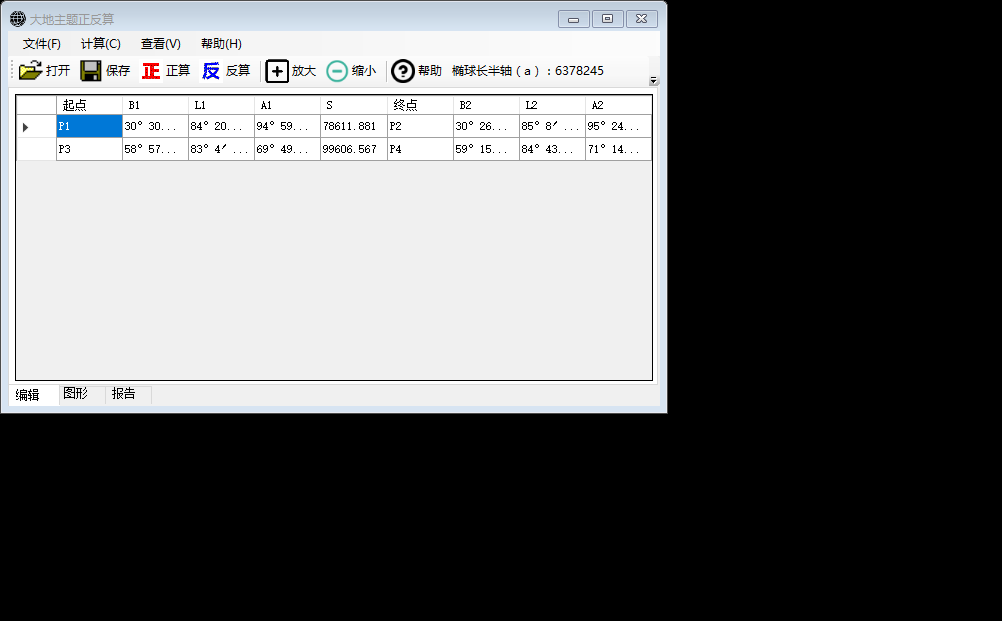 大地主题正反算
文件(F) 计算(C) 查看(V) 帮助(H)
打开 保存 正 正算 反 反算 放大 缩小 帮助 椭球长半轴（a）: 6378245
起点 B1 L1 A1 S 终点 B2 L2 A2
P1 30° 30... 84° 20... 94° 59... 78611.881 P2 30° 26... 85° 8′ ... 95° 24...
P3 58° 57... 83° 4′ ... 69° 49... 99606.567 P4 59° 15... 84° 43... 71° 14...
编辑 图形 报告